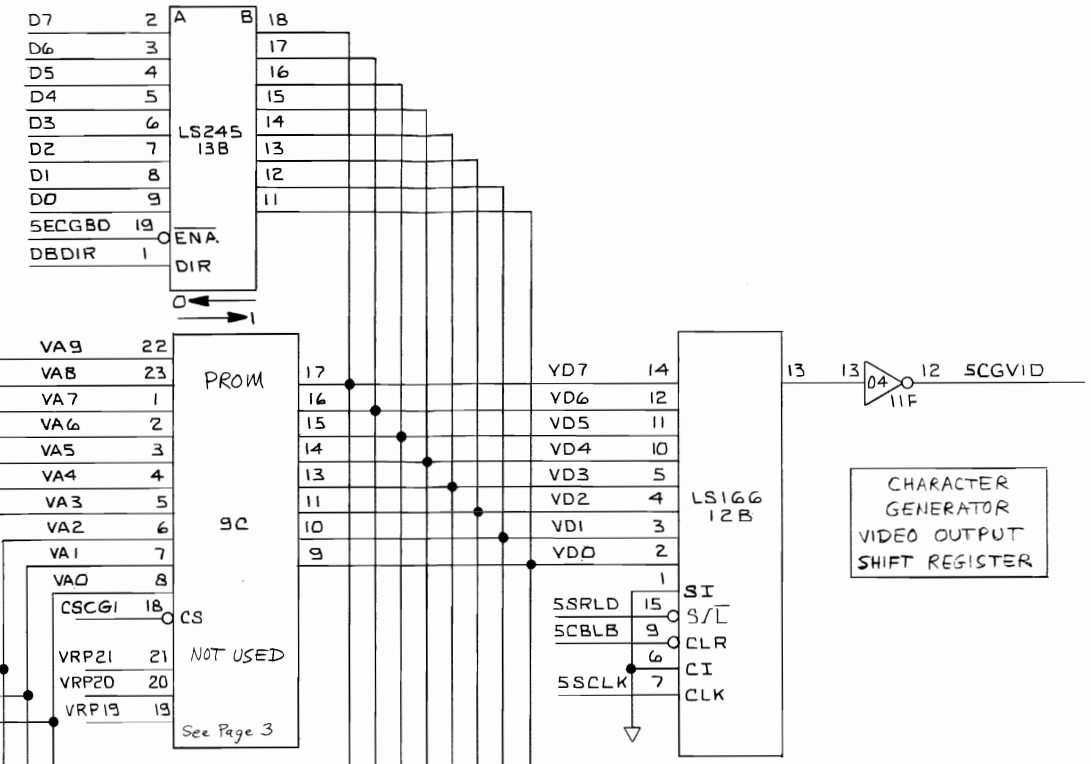 A B
D7 2 18
D6 3 17
D5 4 16
D4 5 15
D3 6 14
LS245
13B
D2 7 13
D1 8 12
D0 9 11
SECGBD 19 ENA
DBDIR 1 DIR
0
1
VA9 22
VA8 23
VA7 1
VA6 2
VA5 3
VA4 4
VA3 5
VA2 6
VA1 7
VA0 8
CSCG1 18 CS
VRP21 21
VRP20 20
VRP19 19
PROM
9C
NOT USED
See Page 3
17
16
15
14
13
11
10
9
VD7 14
VD6 12
VD5 11
VD4 10
VD3 5
VD2 4
VD1 3
VD0 2
1 SI
SSRLD 15 S/L
SCBLB 9 CLR
6 CI
SSCLK 7 CLK
LS166
12B
13
13 04 12 SCGVID
11F
CHARACTER
GENERATOR
VIDEO OUTPUT
SHIFT REGISTER